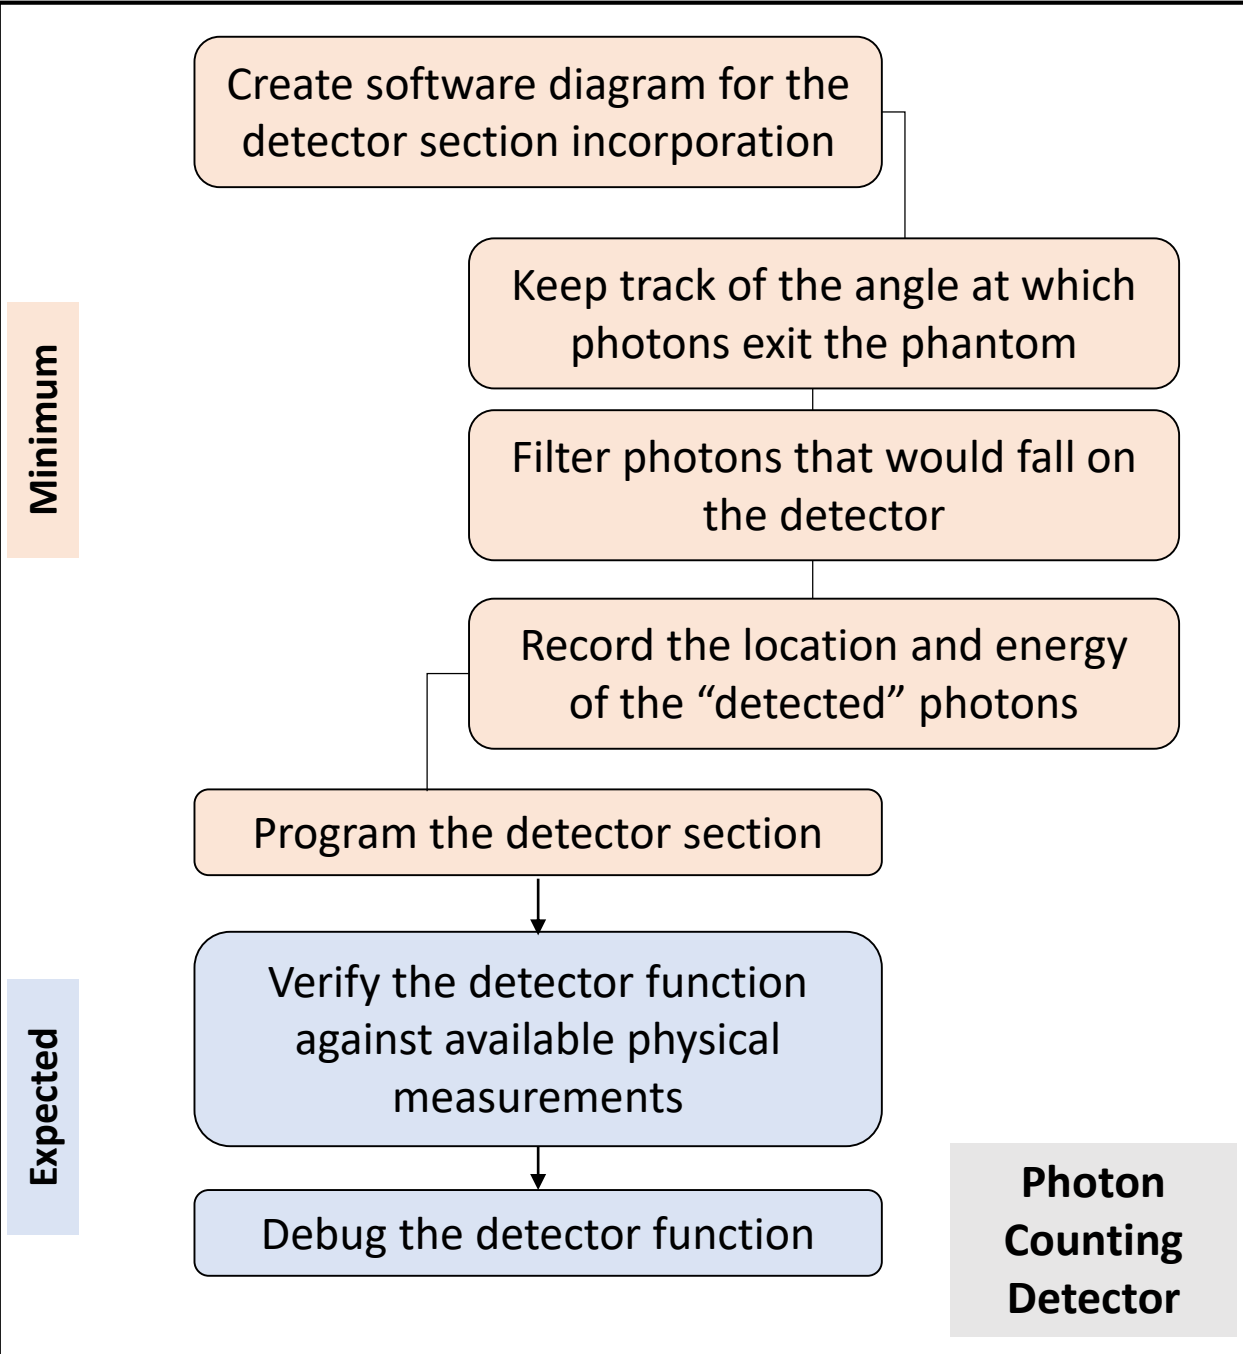 Create software diagram for the
detector section incorporation
Keep track of the angle at which
photons exit the phantom
Minimum
Filter photons that would fall on
the detector
Record the location and energy
of the “detected” photons
Program the detector section
Verify the detector function
against available physical
measurements
Expected
Debug the detector function
Photon
Counting
Detector